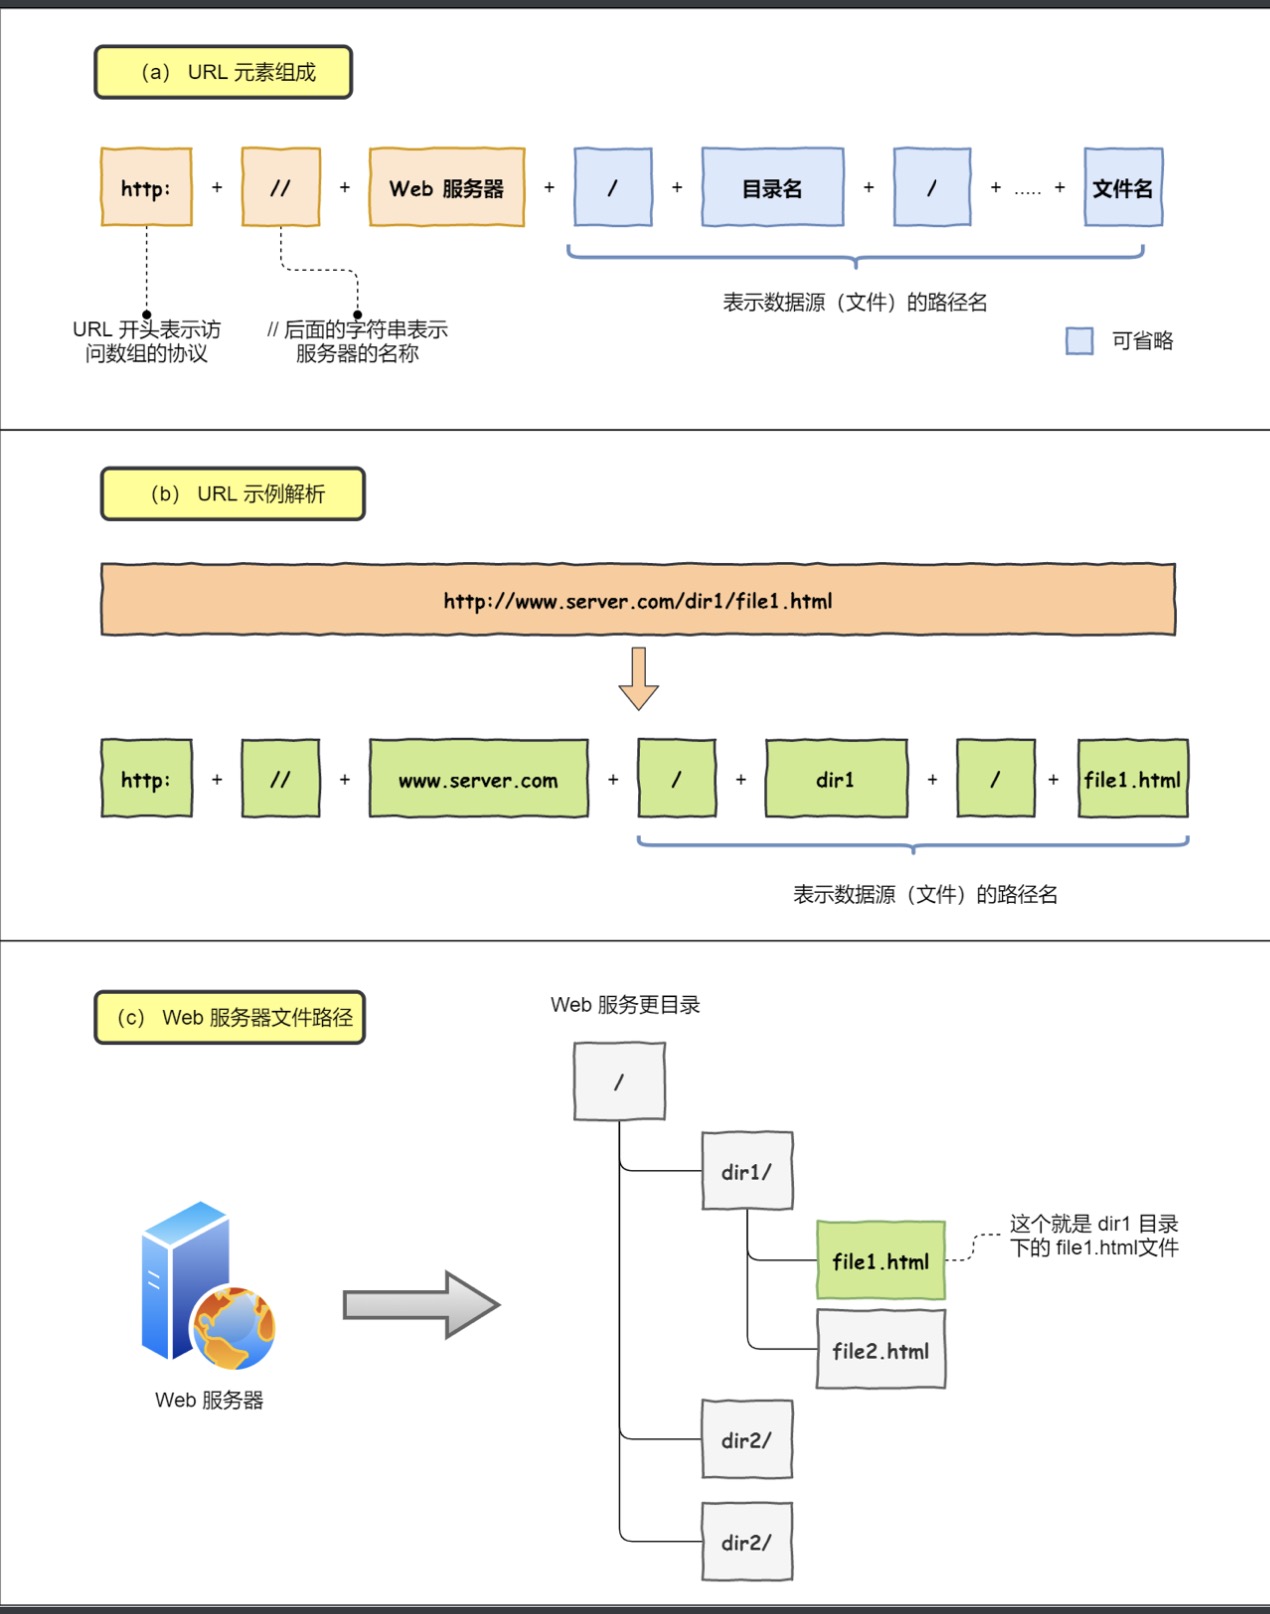 （a） URL 元素组成
http: + // + Web 服务器 + / + 目录名 + / + ..... + 文件名
URL 开头表示访
问数组的协议
// 后面的字符串表示
服务器的名称
表示数据源（文件）的路径名
可省略
（b） URL 示例解析
http://www.server.com/dir1/file1.html
http: + // + www.server.com + / + dir1 + / + file1.html
表示数据源（文件）的路径名
（c） Web 服务器文件路径
Web 服务更目录
/
dir1/
file1.html
这个就是 dir1 目录
下的 file1.html文件
file2.html
Web 服务器
dir2/
dir2/